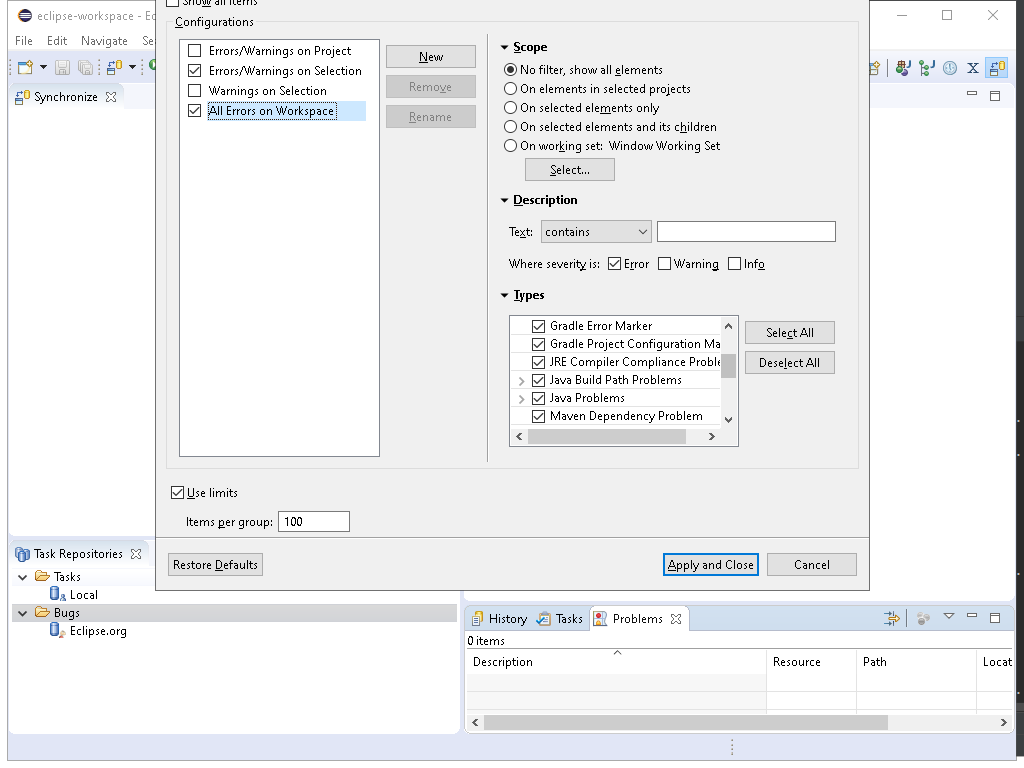 eclipse-workspace - Ec
File Edit Navigate Se
Synchronize
Show all items
Configurations
Errors/Warnings on Project
Errors/Warnings on Selection
Warnings on Selection
All Errors on Workspace
New
Remove
Rename
Scope
No filter, show all elements
On elements in selected projects
On selected elements only
On selected elements and its children
On working set: Window Working Set
Select...
Description
Text: contains
Where severity is: Error Warning Info
Types
Gradle Error Marker
Gradle Project Configuration Ma
JRE Compiler Compliance Proble
Java Build Path Problems
Java Problems
Maven Dependency Problem
Select All
Deselect All
Use limits
Items per group: 100
Restore Defaults
Apply and Close
Cancel
Task Repositories
Tasks
Local
Bugs
Eclipse.org
History Tasks Problems
0 items
Description Resource Path Locat